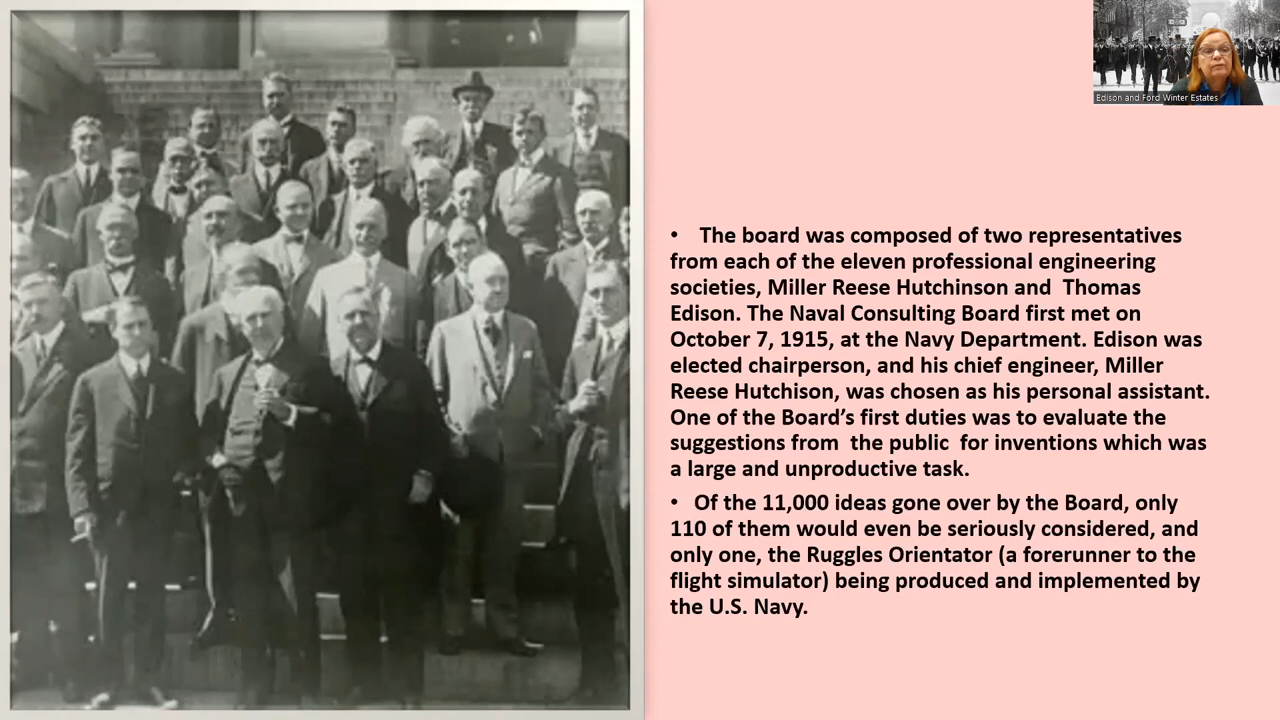 Edison and Ford Winter Estates
• The board was composed of two representatives
from each of the eleven professional engineering
societies, Miller Reese Hutchinson and Thomas
Edison. The Naval Consulting Board first met on
October 7, 1915, at the Navy Department. Edison was
elected chairperson, and his chief engineer, Miller
Reese Hutchison, was chosen as his personal assistant.
One of the Board’s first duties was to evaluate the
suggestions from the public for inventions which was
a large and unproductive task.
• Of the 11,000 ideas gone over by the Board, only
110 of them would even be seriously considered, and
only one, the Ruggles Orientator (a forerunner to the
flight simulator) being produced and implemented by
the U.S. Navy.